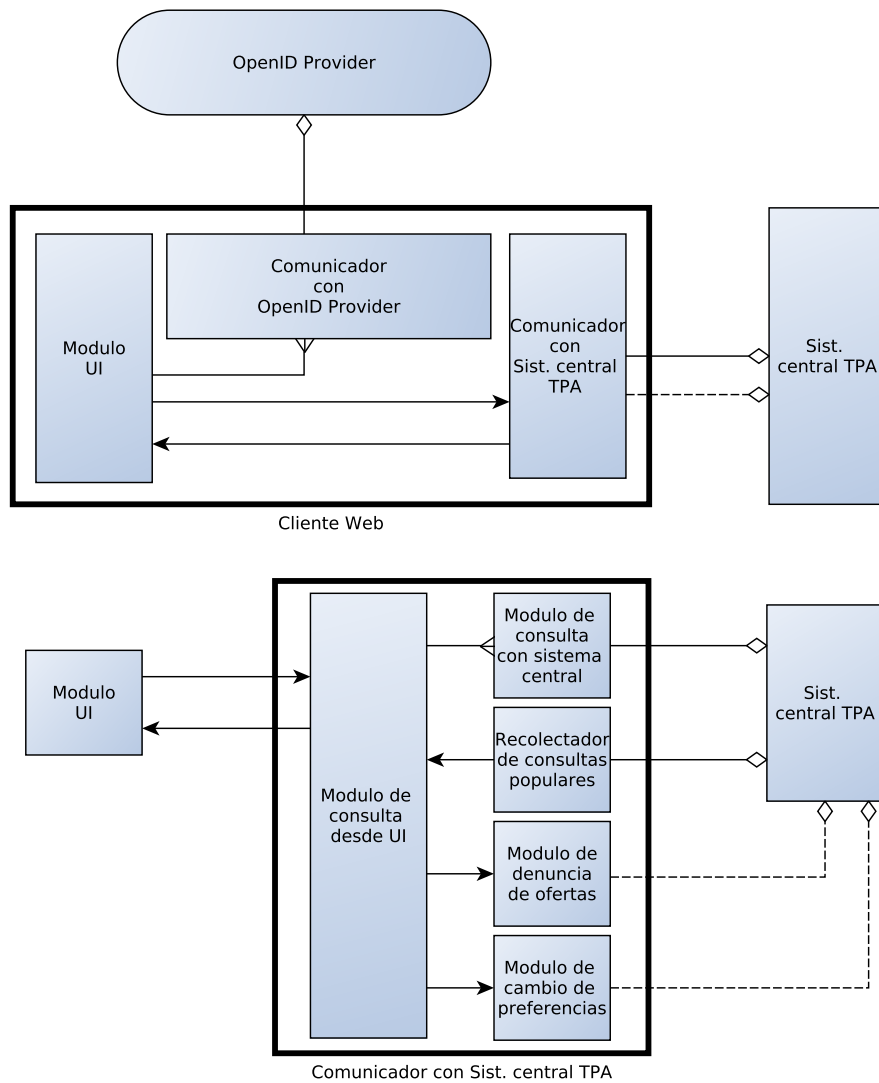 OpenID Provider
Comunicador
con
OpenID Provider
Modulo
UI
Comunicador
con
Sist. central
TPA
Sist.
central TPA
Cliente Web
Modulo de
consulta
con sistema
central
Modulo
UI
Sist.
central TPA
Recolectador
de consultas
populares
Modulo de
consulta
desde UI
Modulo de
denuncia
de ofertas
Modulo de
cambio de
preferencias
Comunicador con Sist. central TPA